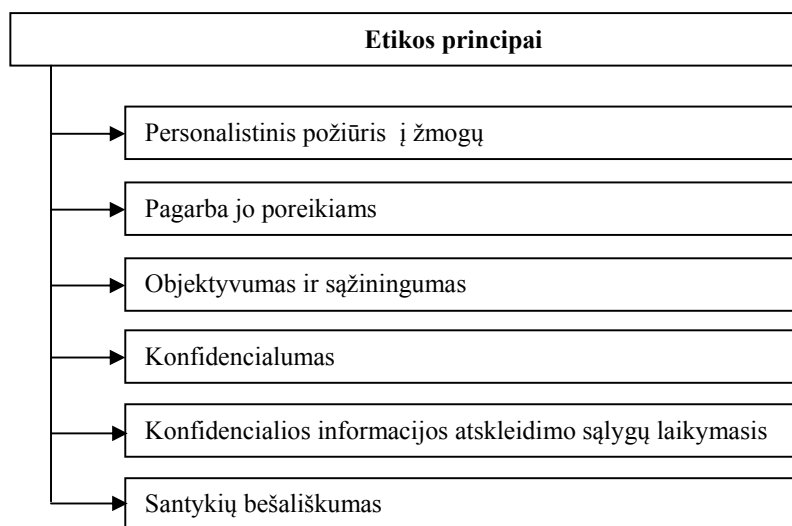 Etikos principai
Personalistinis požiūris į žmogų
Pagarba jo poreikiams
Objektyvumas ir sąžiningumas
Konfidencialumas
Konfidencialios informacijos atskleidimo sąlygų laikymasis
Santykių bešališkumas